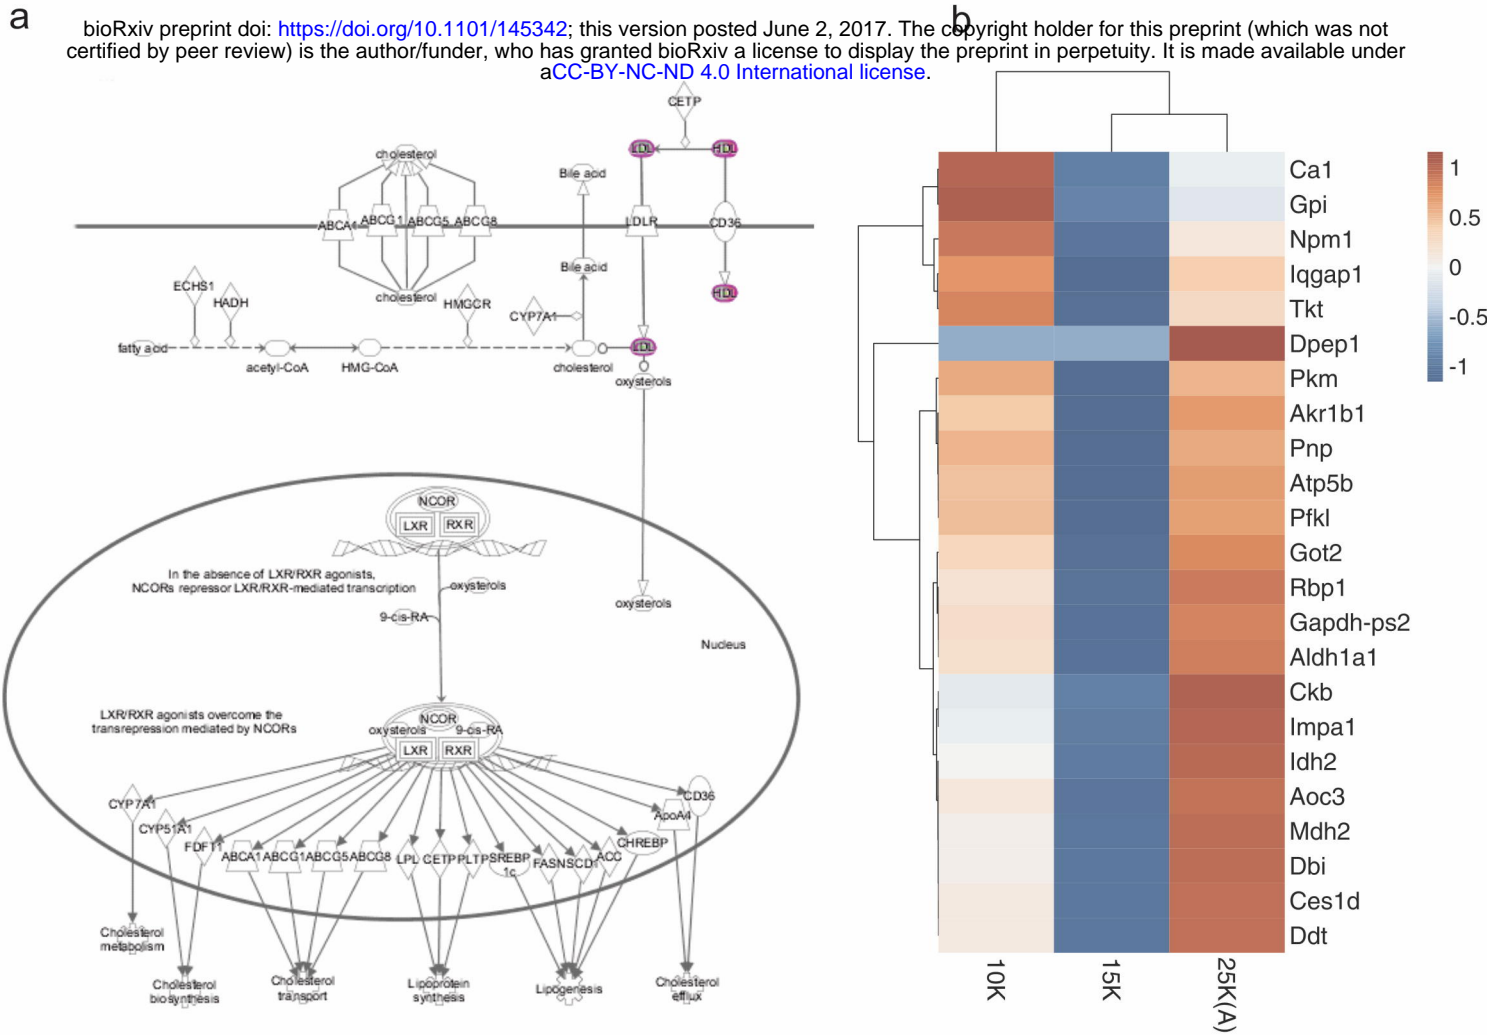 a
b
bioRxiv preprint doi: https://doi.org/10.1101/145342; this version posted June 2, 2017. The copyright holder for this preprint (which was not
certified by peer review) is the author/funder, who has granted bioRxiv a license to display the preprint in perpetuity. It is made available under
aCC-BY-NC-ND 4.0 International license.
CETP
cholesterol
LDL
HDL
Bile acid
ABCA1
ABCG1
ABCG5
ABCG8
LDLR
CD36
Bile acid
ECHS1
HADH
cholesterol
HMGCR
CYP7A1
HDL
fatty acid
acetyl-CoA
HMG-CoA
cholesterol
LDL
oxysterols
NCOR
LXR
RXR
In the absence of LXR/RXR agonists,
NCORs repressor LXR/RXR-mediated transcription
oxysterols
9-cis-RA
oxysterols
Nucleus
LXR/RXR agonists overcome the
transrepression mediated by NCORs
NCOR
oxysterols
9-cis-RA
LXR
RXR
CYP7A1
CYP51A1
FDFT1
ABCA1
ABCG1
ABCG5
ABCG8
LPL
CETP
PLTP
SREBP
1c
FASN
SCD1
ACC
CHREBP
ApoA4
CD36
Cholesterol
metabolism
Cholesterol
biosynthesis
Cholesterol
transport
Lipoprotein
synthesis
Lipogenesis
Cholesterol
efflux
Ca1
Gpi
Npm1
Iqgap1
Tkt
Dpep1
Pkm
Akr1b1
Pnp
Atp5b
Pfkl
Got2
Rbp1
Gapdh-ps2
Aldh1a1
Ckb
Impa1
Idh2
Aoc3
Mdh2
Dbi
Ces1d
Ddt
10K
15K
25K(A)
1
0.5
0
-0.5
-1